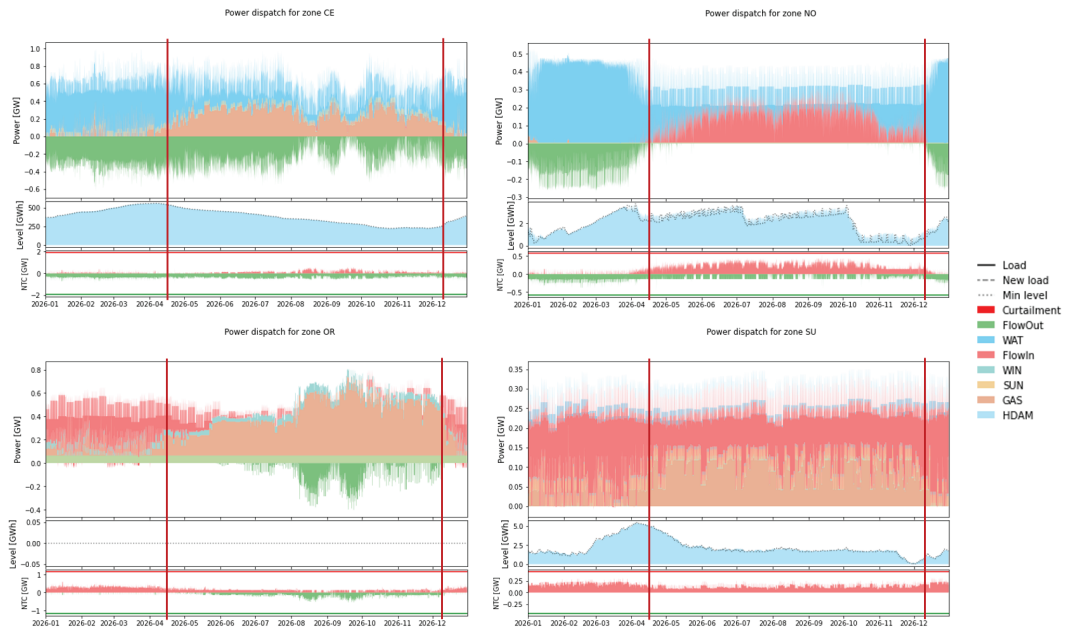 Power dispatch for zone CE
Power [GW]
1.0
0.8
0.6
0.4
0.2
0.0
−0.2
−0.4
−0.6
Level [GWh]
500
250
0
NTC [GW]
2
0
−2
2026-01 2026-02 2026-03 2026-04 2026-05 2026-06 2026-07 2026-08 2026-09 2026-10 2026-11 2026-12
Power dispatch for zone NO
Power [GW]
0.5
0.4
0.3
0.2
0.1
0.0
−0.1
−0.2
−0.3
Level [GWh]
2
0
NTC [GW]
0.5
0.0
−0.5
2026-01 2026-02 2026-03 2026-04 2026-05 2026-06 2026-07 2026-08 2026-09 2026-10 2026-11 2026-12
Power dispatch for zone OR
Power [GW]
0.8
0.6
0.4
0.2
0.0
−0.2
−0.4
Level [GWh]
0.05
0.00
−0.05
NTC [GW]
1
0
−1
2026-01 2026-02 2026-03 2026-04 2026-05 2026-06 2026-07 2026-08 2026-09 2026-10 2026-11 2026-12
Power dispatch for zone SU
Power [GW]
0.35
0.30
0.25
0.20
0.15
0.10
0.05
0.00
Level [GWh]
5.0
2.5
0.0
NTC [GW]
0.25
0.00
−0.25
2026-01 2026-02 2026-03 2026-04 2026-05 2026-06 2026-07 2026-08 2026-09 2026-10 2026-11 2026-12
Load
New load
Min level
Curtailment
FlowOut
WAT
FlowIn
WIN
SUN
GAS
HDAM